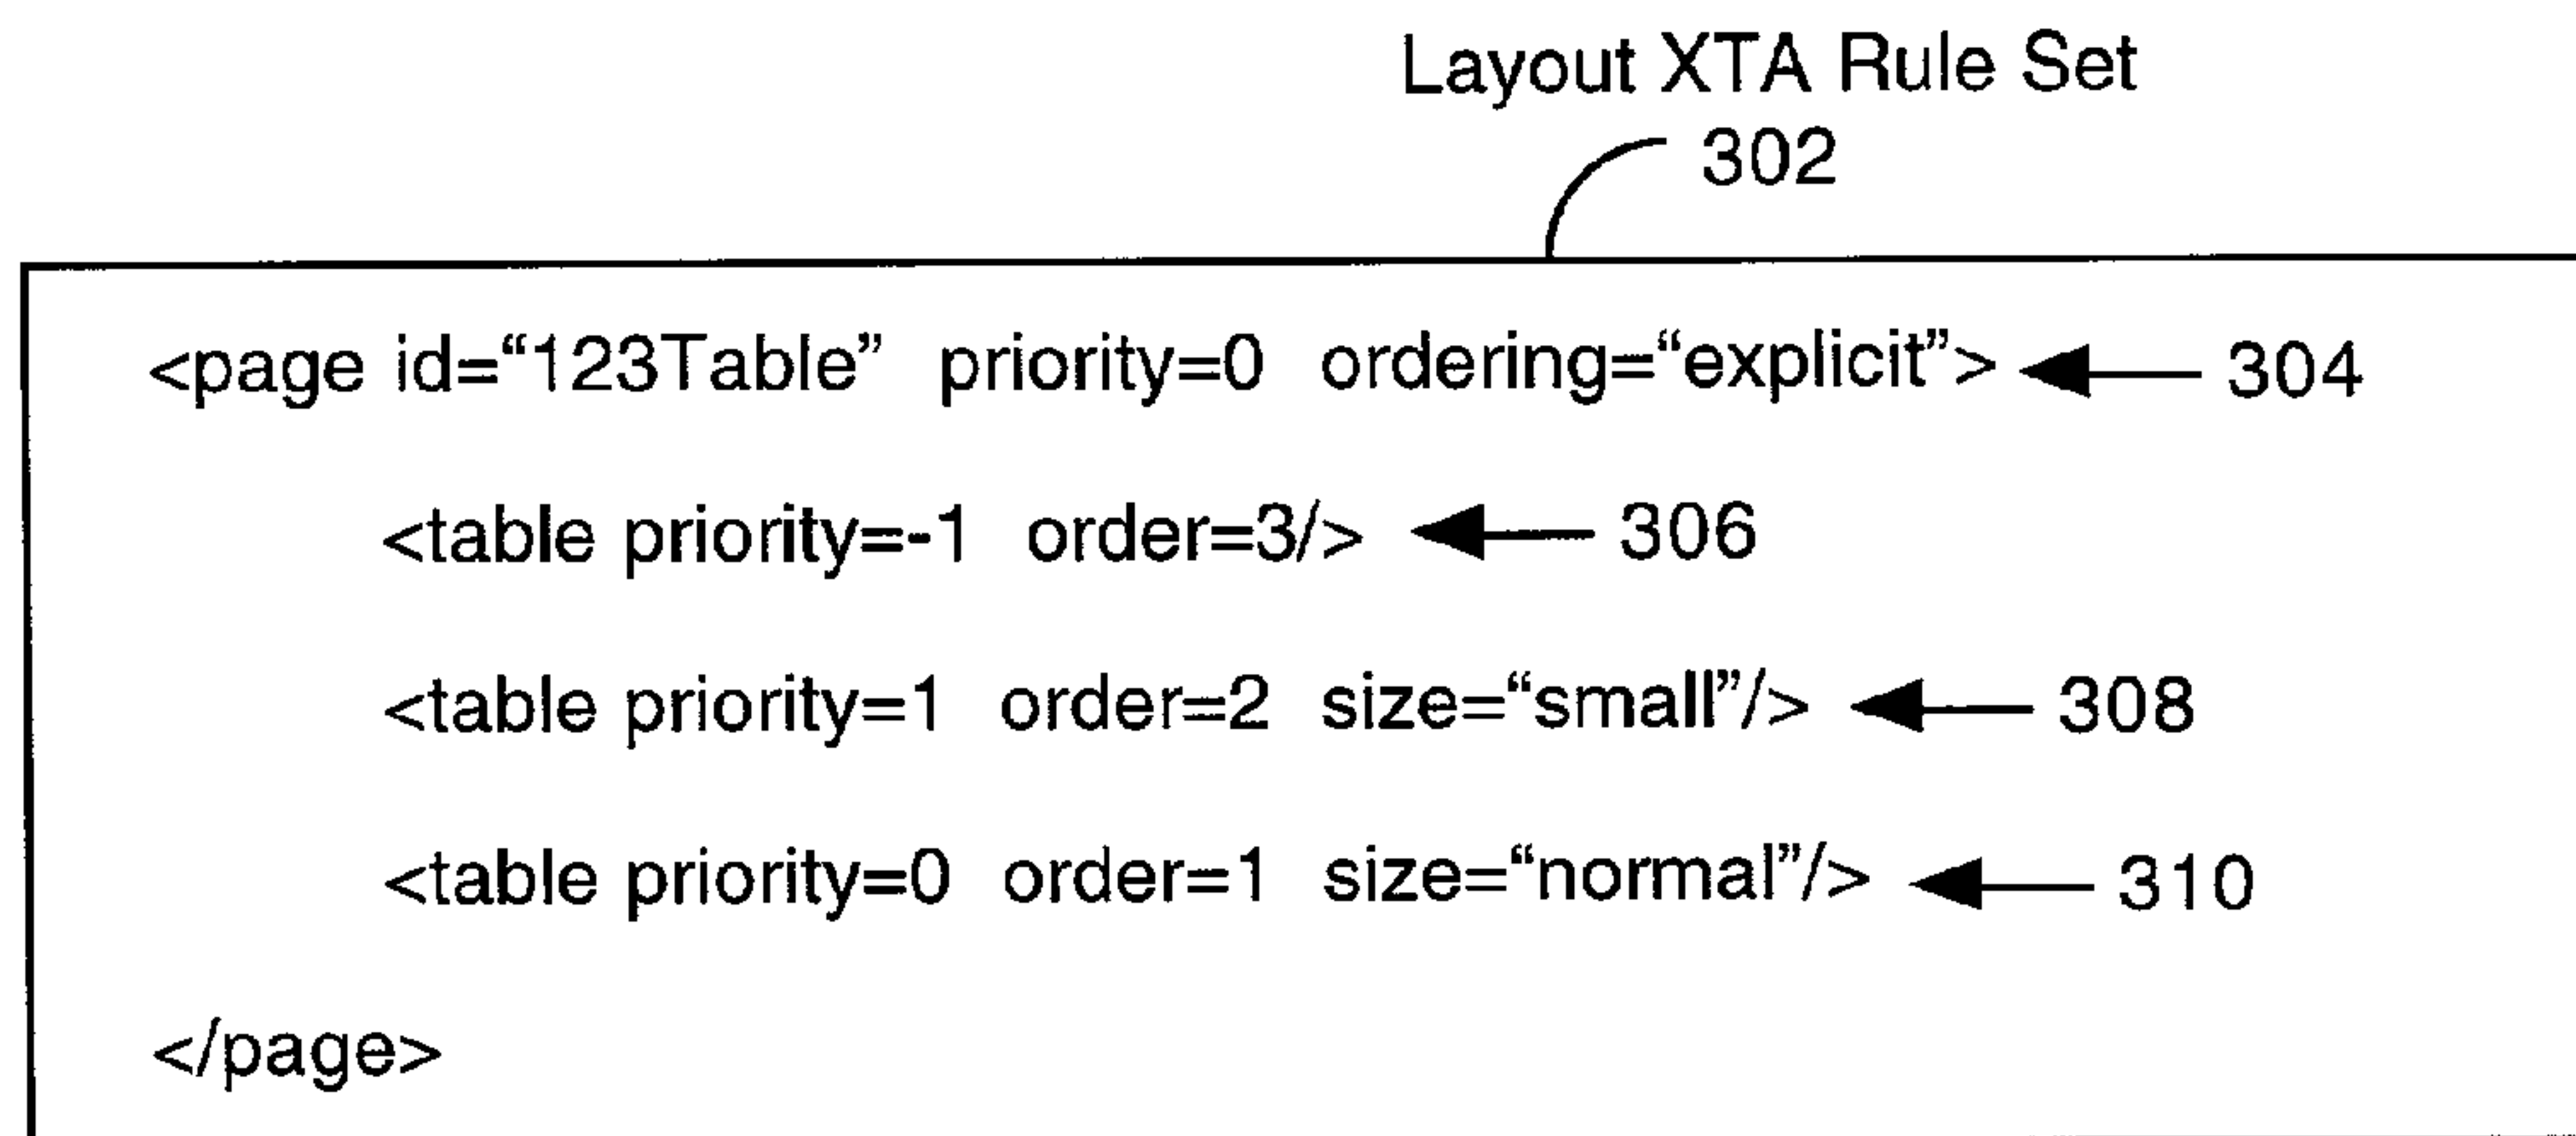 Layout XTA Rule Set
302
<page id=“123Table” priority=0 ordering=“explicit”> 304
<table priority=-1 order=3/> 306
<table priority=1 order=2 size=“small”/> 308
<table priority=0 order=1 size=“normal”/> 310
</page>